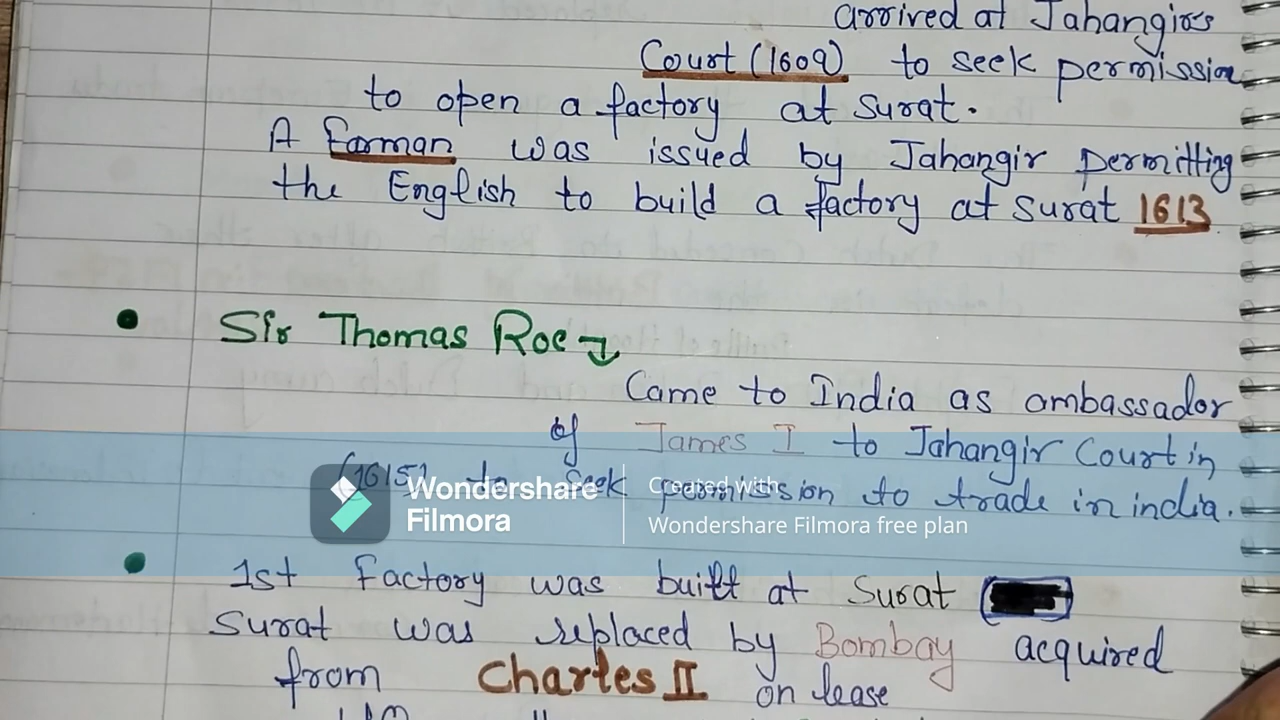 arrived at Jahangir's
Court (1609) to seek permission
to open a factory at Surat.
A Farman was issued by Jahangir permitting
the English to build a factory at Surat 1613
Sir Thomas Roe
Came to India as ambassador
of James I to Jahangir Court in
(1615) to seek permission to trade in india.
Wondershare
Filmora
Created with
Wondershare Filmora free plan
1st Factory was built at Surat
Surat was replaced by Bombay acquired
from Charles II on lease